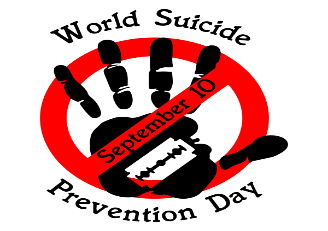 World Suicide
September 10
Prevention Day